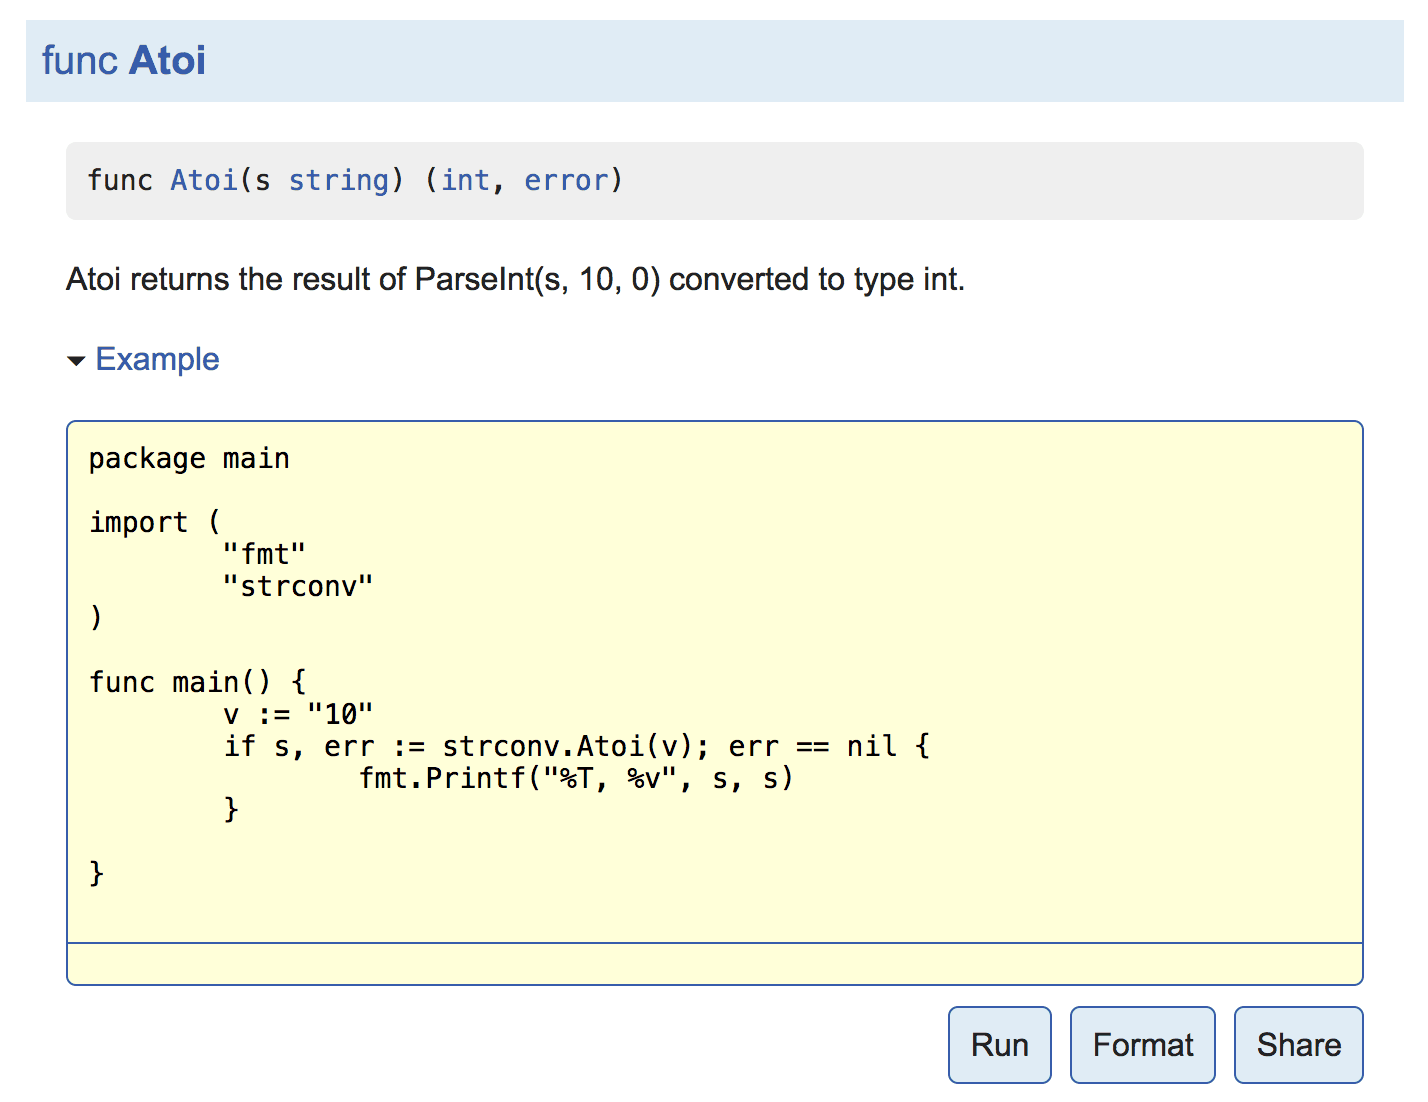 func Atoi
func Atoi(s string) (int, error)
Atoi returns the result of ParseInt(s, 10, 0) converted to type int.
Example
package main
import (
        "fmt"
        "strconv"
)
func main() {
        v := "10"
        if s, err := strconv.Atoi(v); err == nil {
                fmt.Printf("%T, %v", s, s)
        }
}
Run Format Share